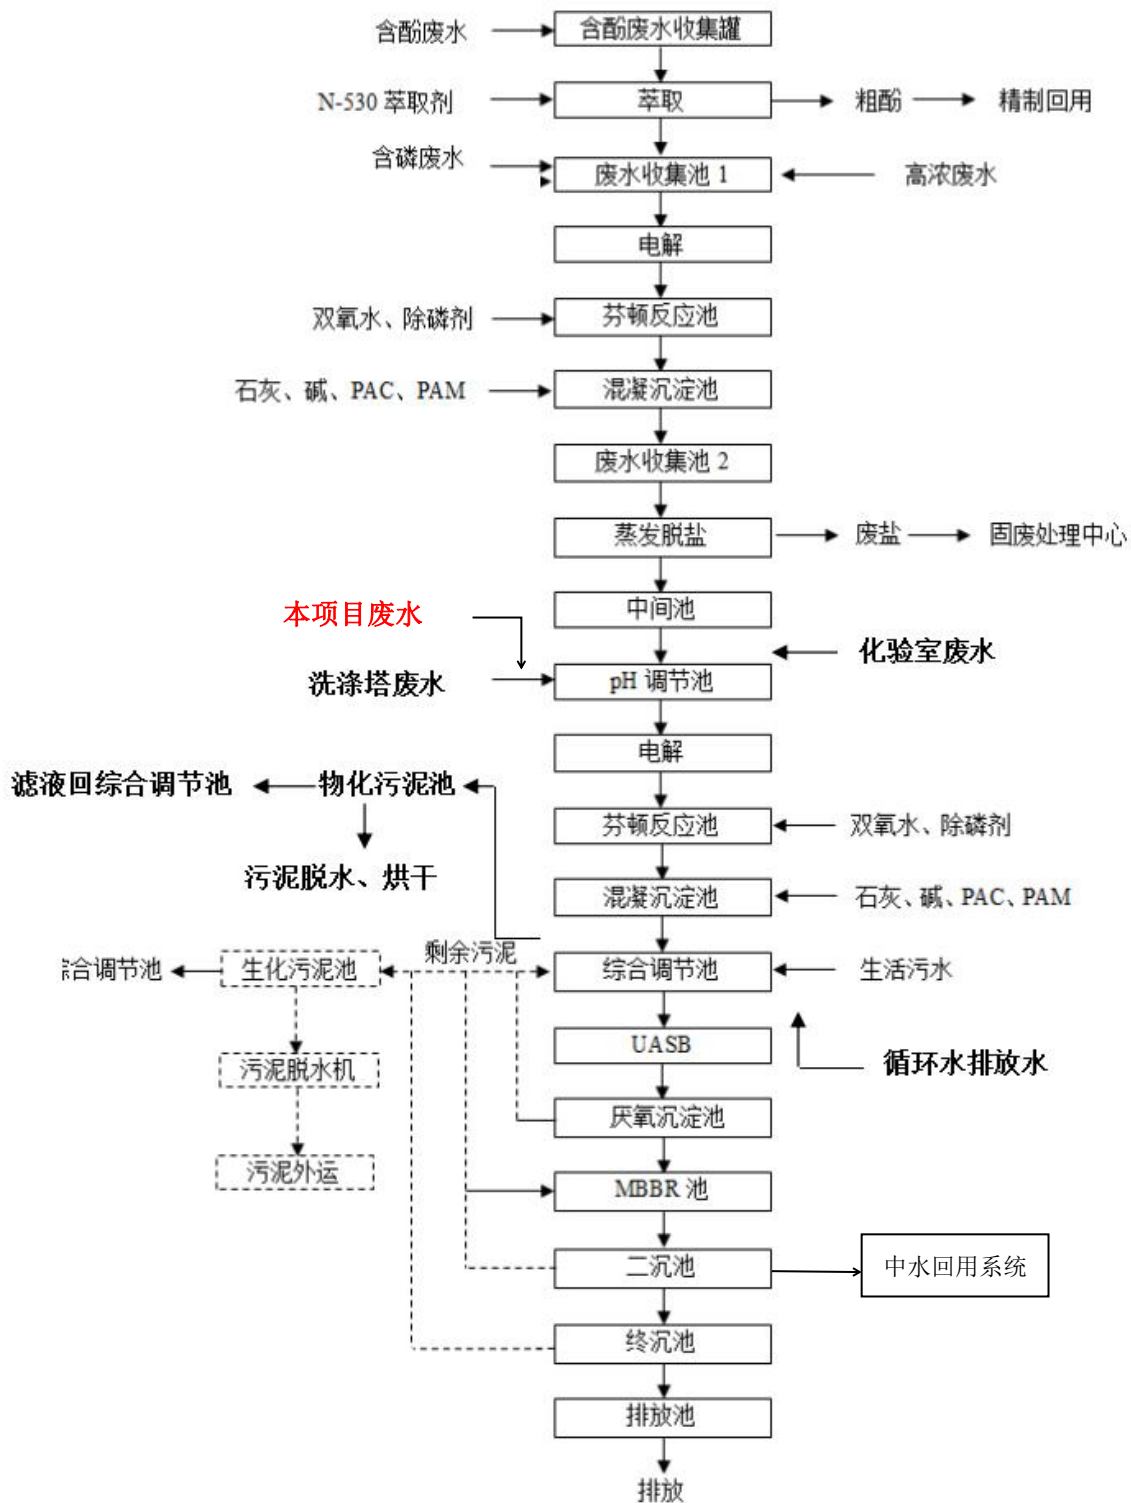 含酚废水
含酚废水收集罐
N-530 萃取剂
萃取
粗酚
精制回用
含磷废水
废水收集池 1
高浓废水
电解
双氧水、除磷剂
芬顿反应池
石灰、碱、PAC、PAM
混凝沉淀池
废水收集池 2
蒸发脱盐
废盐
固废处理中心
本项目废水
中间池
化验室废水
洗涤塔废水
pH 调节池
电解
滤液回综合调节池
物化污泥池
芬顿反应池
双氧水、除磷剂
污泥脱水、烘干
混凝沉淀池
石灰、碱、PAC、PAM
剩余污泥
综合调节池
生化污泥池
综合调节池
生活污水
UASB
循环水排放水
污泥脱水机
厌氧沉淀池
污泥外运
MBBR 池
二沉池
中水回用系统
终沉池
排放池
排放